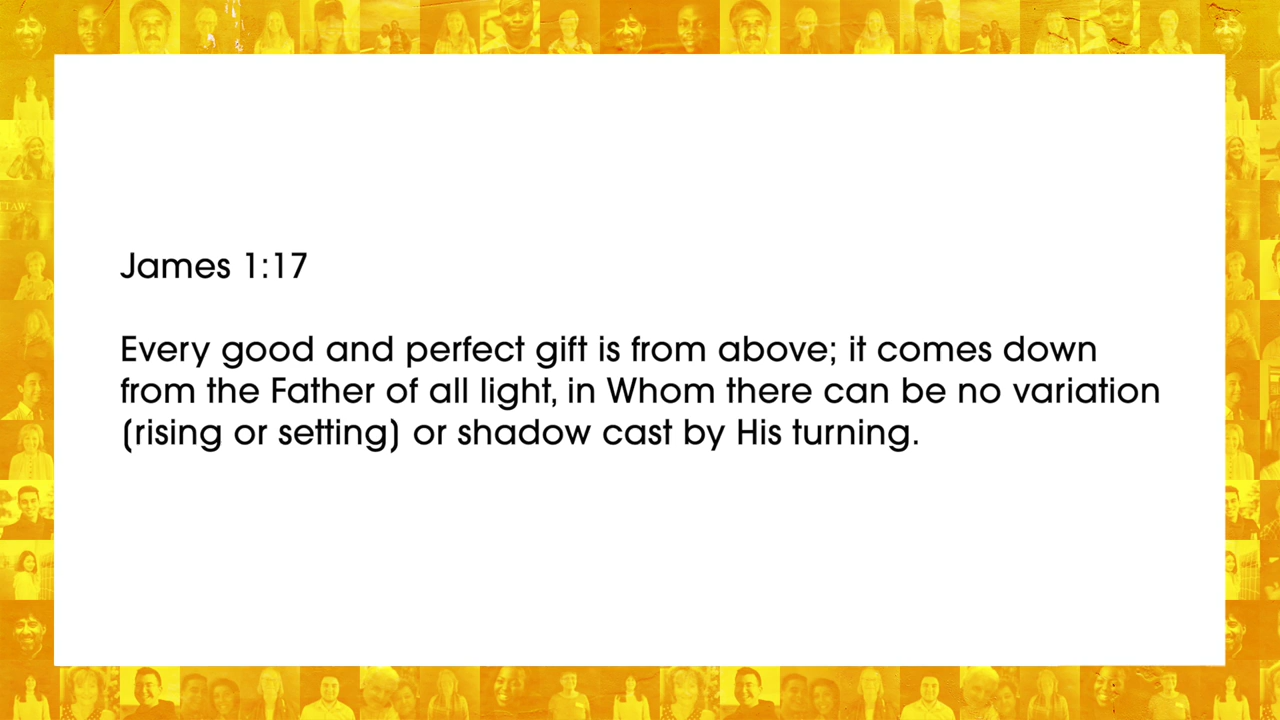 James 1:17
Every good and perfect gift is from above; it comes down
from the Father of all light, in Whom there can be no variation
(rising or setting) or shadow cast by His turning.